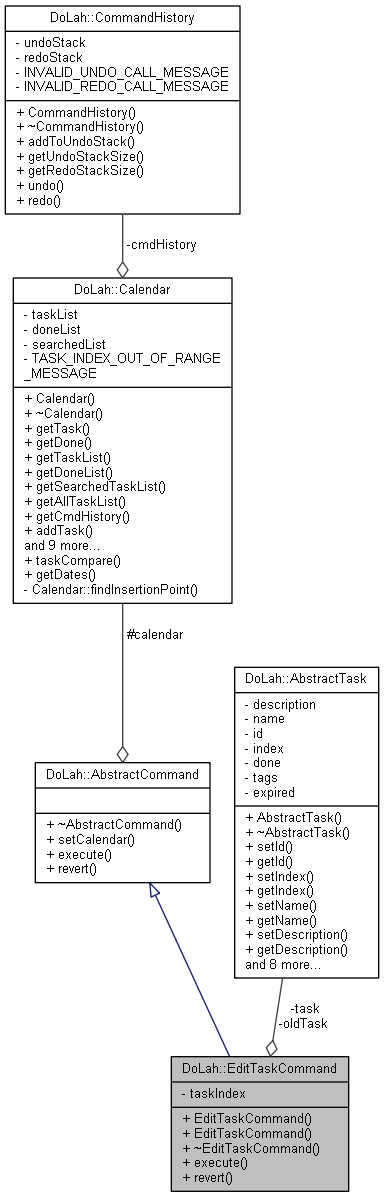 DoLah::CommandHistory
- undoStack
- redoStack
- INVALID_UNDO_CALL_MESSAGE
- INVALID_REDO_CALL_MESSAGE
+ CommandHistory()
+ ~CommandHistory()
+ addToUndoStack()
+ getUndoStackSize()
+ getRedoStackSize()
+ undo()
+ redo()
-cmdHistory
DoLah::Calendar
- taskList
- doneList
- searchedList
- TASK_INDEX_OUT_OF_RANGE
_MESSAGE
+ Calendar()
+ ~Calendar()
+ getTask()
+ getDone()
+ getTaskList()
+ getDoneList()
+ getSearchedTaskList()
+ getAllTaskList()
+ getCmdHistory()
+ addTask()
and 9 more...
+ taskCompare()
+ getDates()
- Calendar::findInsertionPoint()
#calendar
DoLah::AbstractCommand
+ ~AbstractCommand()
+ setCalendar()
+ execute()
+ revert()
DoLah::AbstractTask
- description
- name
- id
- index
- done
- tags
- expired
+ AbstractTask()
+ ~AbstractTask()
+ setId()
+ getId()
+ setIndex()
+ getIndex()
+ setName()
+ getName()
+ setDescription()
+ getDescription()
and 8 more...
-task
-oldTask
DoLah::EditTaskCommand
- taskIndex
+ EditTaskCommand()
+ EditTaskCommand()
+ ~EditTaskCommand()
+ execute()
+ revert()